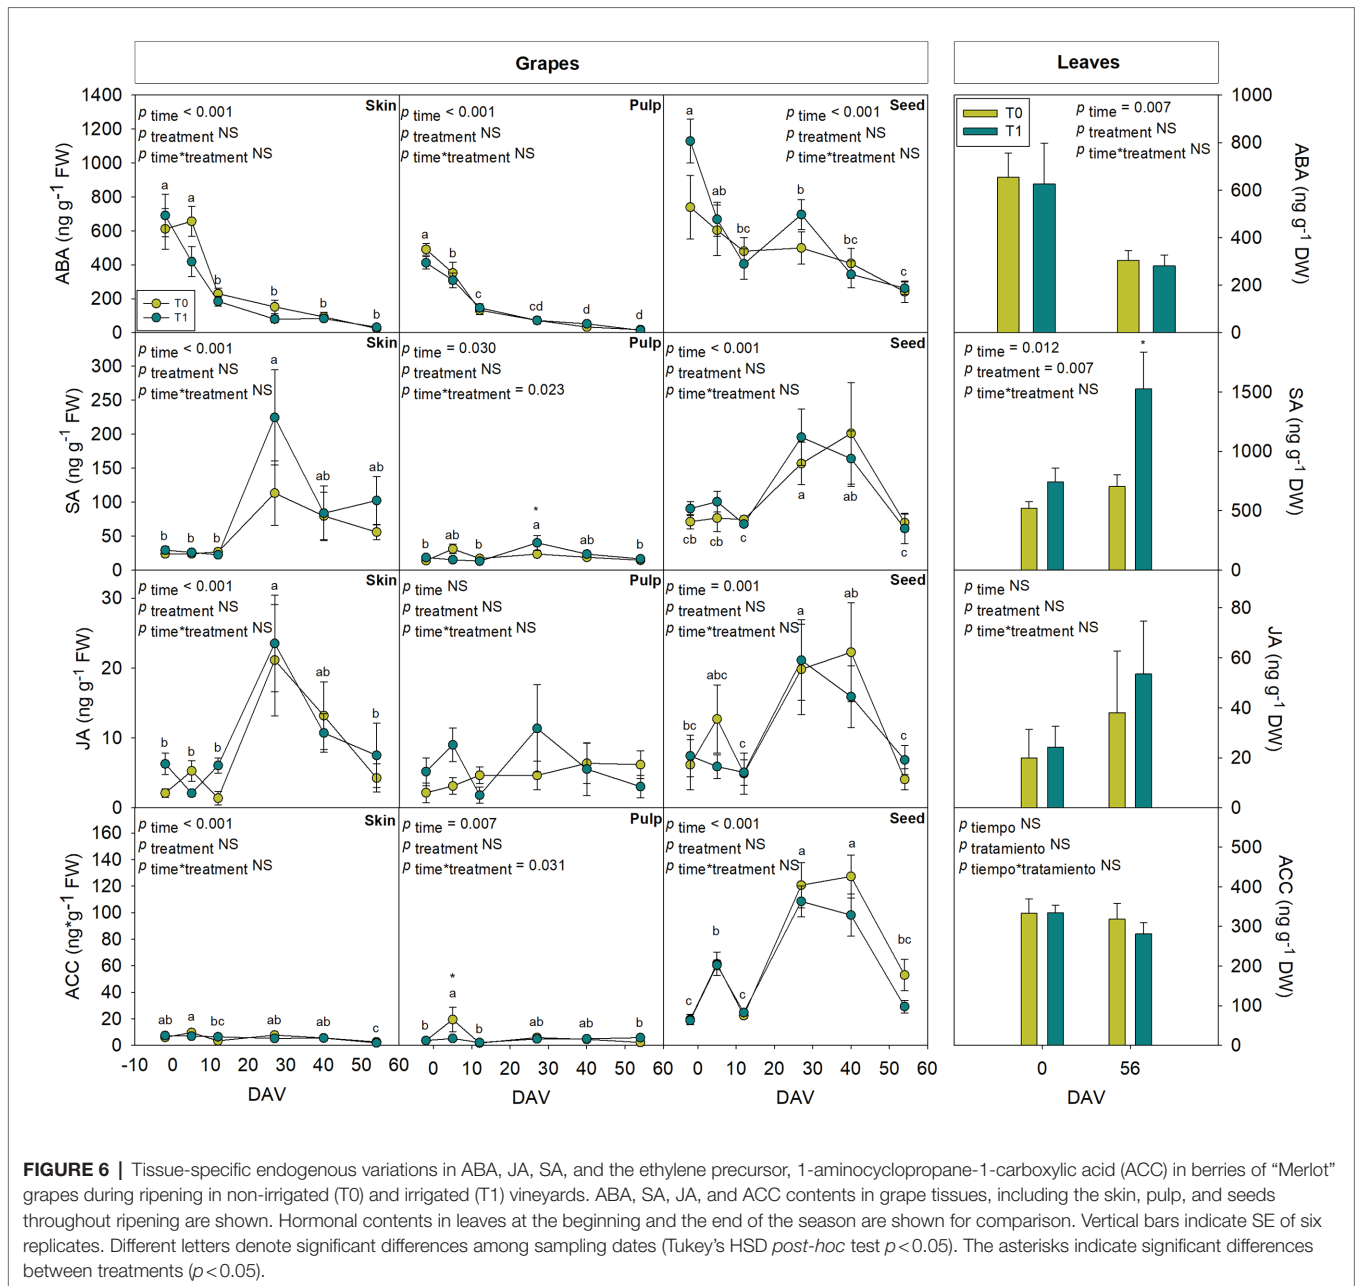 Grapes
Leaves
1400
1200
1000
800
600
400
200
0
ABA (ng g-1 FW)
p time < 0.001
p treatment NS
p time*treatment NS
Skin
a
a
b
b
b
b
T0
T1
p time < 0.001
p treatment NS
p time*treatment NS
Pulp
a
b
c
cd
d
d
Seed
p time < 0.001
p treatment NS
p time*treatment NS
a
ab
bc
b
bc
c
T0
T1
p time = 0.007
p treatment NS
p time*treatment NS
1000
800
600
400
200
0
ABA (ng g-1 DW)
300
250
200
150
100
50
0
SA (ng g-1 FW)
p time < 0.001
p treatment NS
p time*treatment NS
Skin
b
b
b
a
ab
ab
p time = 0.030
p treatment NS
p time*treatment = 0.023
Pulp
b
ab
b
*
a
ab
b
p time < 0.001
p treatment NS
p time*treatment NS
Seed
cb
cb
c
a
ab
c
p time = 0.012
p treatment = 0.007
p time*treatment NS
*
1500
1000
500
0
SA (ng g-1 DW)
30
20
10
0
JA (ng g-1 FW)
p time < 0.001
p treatment NS
p time*treatment NS
Skin
b
b
b
a
ab
b
p time NS
p treatment NS
p time*treatment NS
Pulp
p time = 0.001
p treatment NS
p time*treatment NS
Seed
bc
abc
c
a
ab
c
p time NS
p treatment NS
p time*treatment NS
80
60
40
20
0
JA (ng g-1 DW)
160
140
120
100
80
60
40
20
0
ACC (ng*g-1 FW)
p time < 0.001
p treatment NS
p time*treatment NS
Skin
ab
a
bc
ab
ab
c
p time = 0.007
p treatment NS
p time*treatment = 0.031
Pulp
b
*
a
b
ab
ab
b
p time < 0.001
p treatment NS
p time*treatment NS
Seed
c
b
c
a
a
bc
p tiempo NS
p tratamiento NS
p tiempo*tratamiento NS
500
400
300
200
100
0
ACC (ng g-1 DW)
-10 0 10 20 30 40 50 60 0 10 20 30 40 50 60 0 10 20 30 40 50 60
0 56
DAV DAV DAV DAV
FIGURE 6 | Tissue-specific endogenous variations in ABA, JA, SA, and the ethylene precursor, 1-aminocyclopropane-1-carboxylic acid (ACC) in berries of “Merlot”
grapes during ripening in non-irrigated (T0) and irrigated (T1) vineyards. ABA, SA, JA, and ACC contents in grape tissues, including the skin, pulp, and seeds
throughout ripening are shown. Hormonal contents in leaves at the beginning and the end of the season are shown for comparison. Vertical bars indicate SE of six
replicates. Different letters denote significant differences among sampling dates (Tukey’s HSD post-hoc test p<0.05). The asterisks indicate significant differences
between treatments (p<0.05).